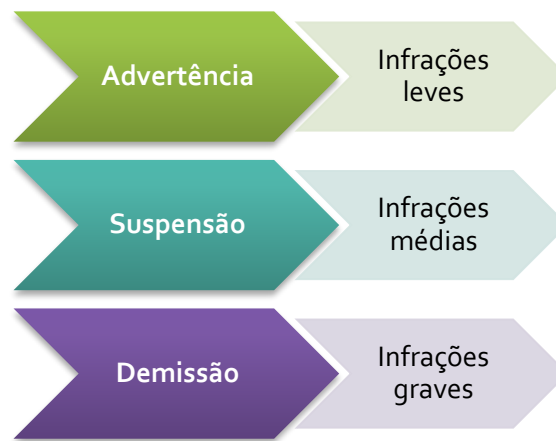 Advertência
Infrações
leves
Suspensão
Infrações
médias
Demissão
Infrações
graves